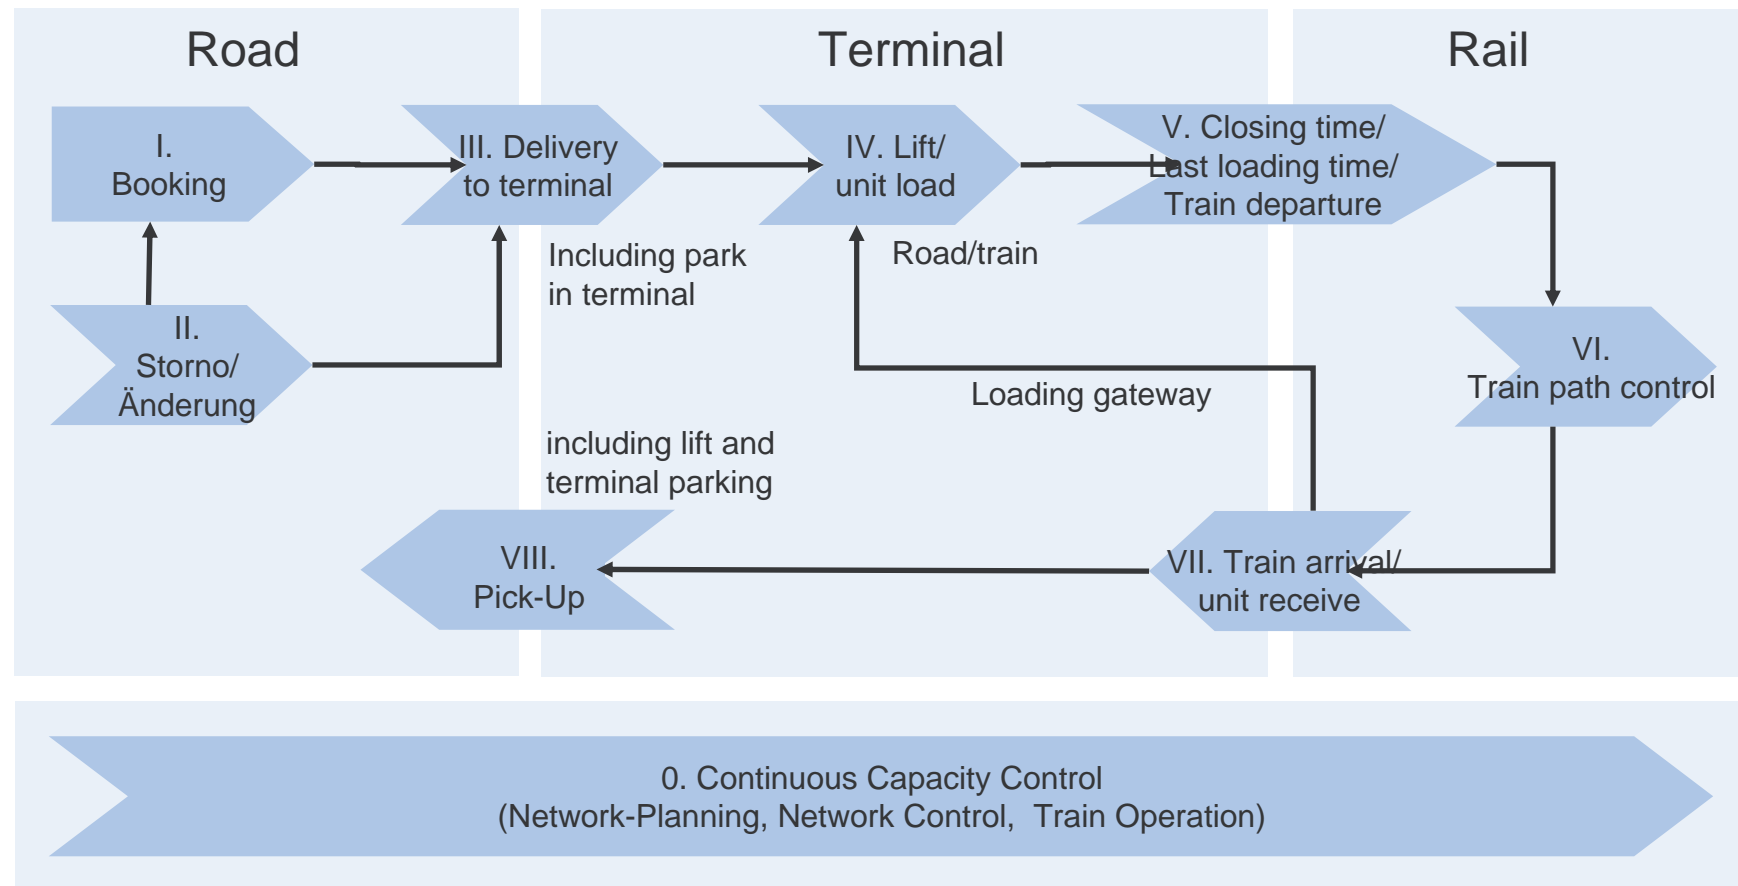 Road
Terminal
Rail
I.
Booking
III. Delivery
to terminal
IV. Lift/
unit load
V. Closing time/
Last loading time/
Train departure
Including park
in terminal
Road/train
II.
Storno/
Änderung
VI.
Train path control
Loading gateway
including lift and
terminal parking
VIII.
Pick-Up
VII. Train arrival/
unit receive
0. Continuous Capacity Control
(Network-Planning, Network Control,  Train Operation)